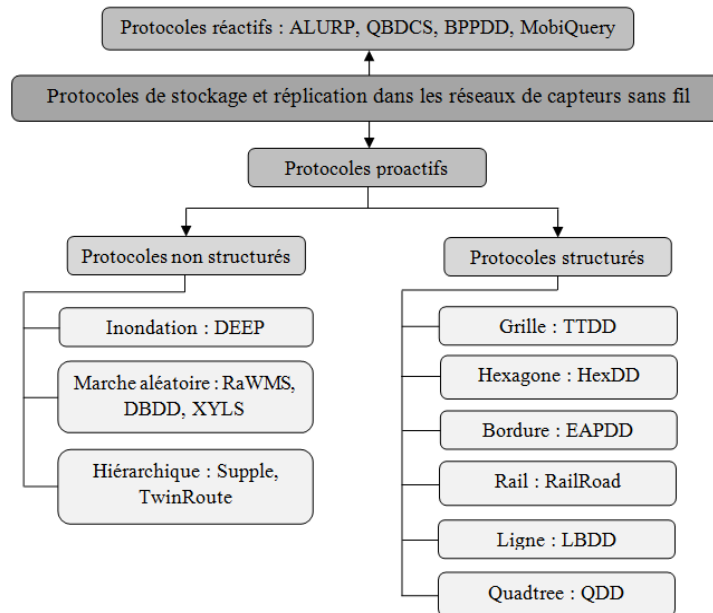 Protocoles réactifs : ALURP, QBDCS, BPPDD, MobiQuery
Protocoles de stockage et réplication dans les réseaux de capteurs sans fil
Protocoles proactifs
Protocoles non structurés
Inondation : DEEP
Marche aléatoire : RaWMS,
DBDD, XYLS
Hiérarchique : Supple,
TwinRoute
Protocoles structurés
Grille : TTDD
Hexagone : HexDD
Bordure : EAPDD
Rail : RailRoad
Ligne : LBDD
Quadtree : QDD